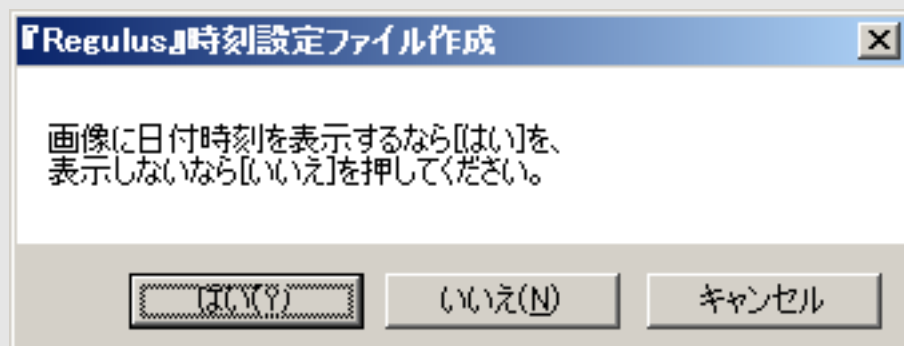 『Regulus』時刻設定ファイル作成
画像に日付時刻を表示するなら[はい]を、
表示しないなら[いいえ]を押してください。
はい(Y)
いいえ(N)
キャンセル